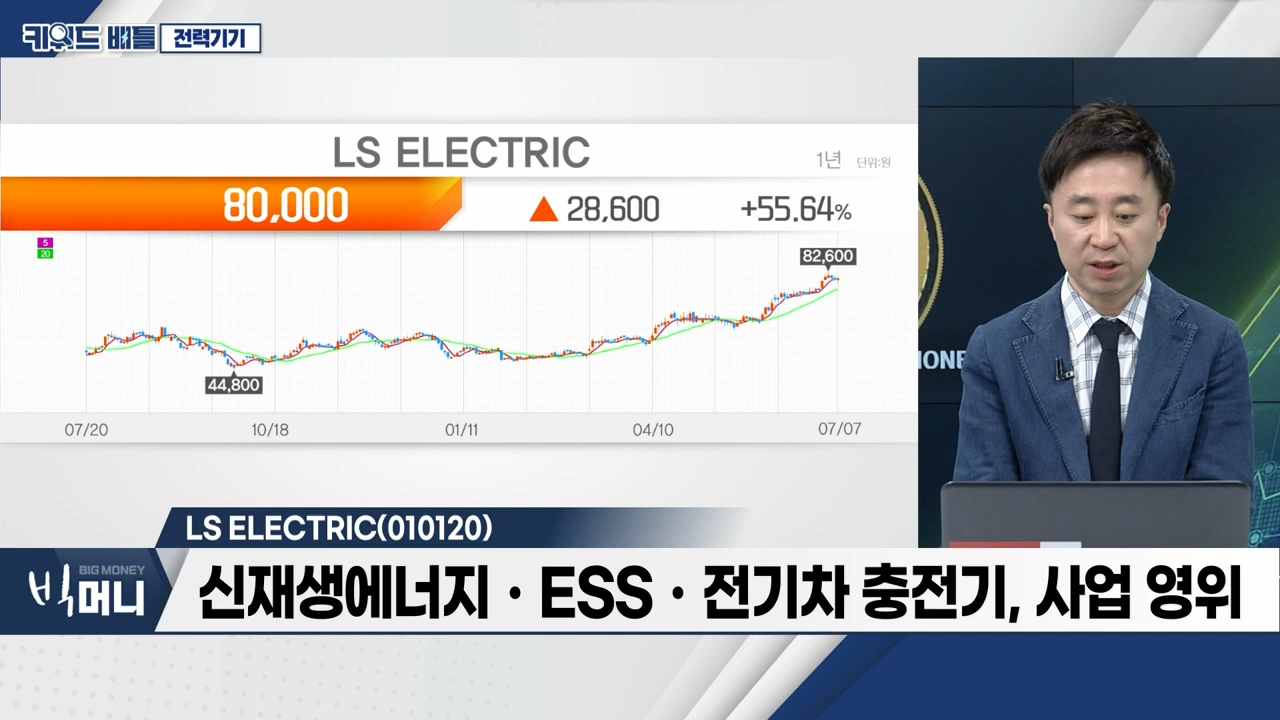 키워드 배틀 전력기기
LS ELECTRIC
1년 단위:원
80,000 ▲ 28,600 +55.64%
5
20
82,600
44,800
07/20 10/18 01/11 04/10 07/07
LS ELECTRIC(010120)
BIG MONEY
빅머니
신재생에너지·ESS·전기차 충전기, 사업 영위